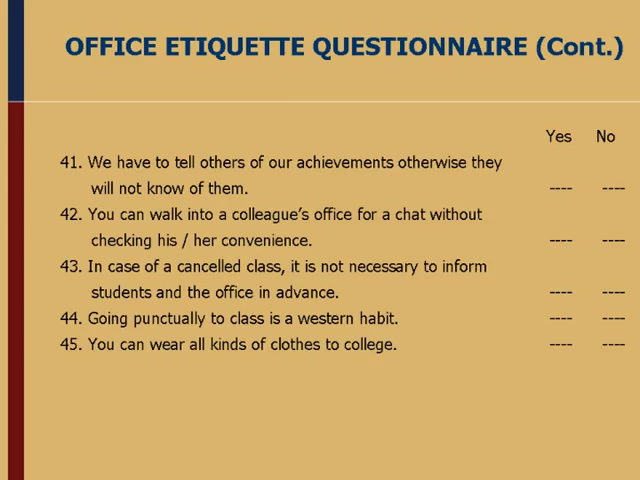 OFFICE ETIQUETTE QUESTIONNAIRE (Cont.)
Yes No
41. We have to tell others of our achievements otherwise they
will not know of them. ---- ----
42. You can walk into a colleague's office for a chat without
checking his / her convenience. ---- ----
43. In case of a cancelled class, it is not necessary to inform
students and the office in advance. ---- ----
44. Going punctually to class is a western habit. ---- ----
45. You can wear all kinds of clothes to college. ---- ----